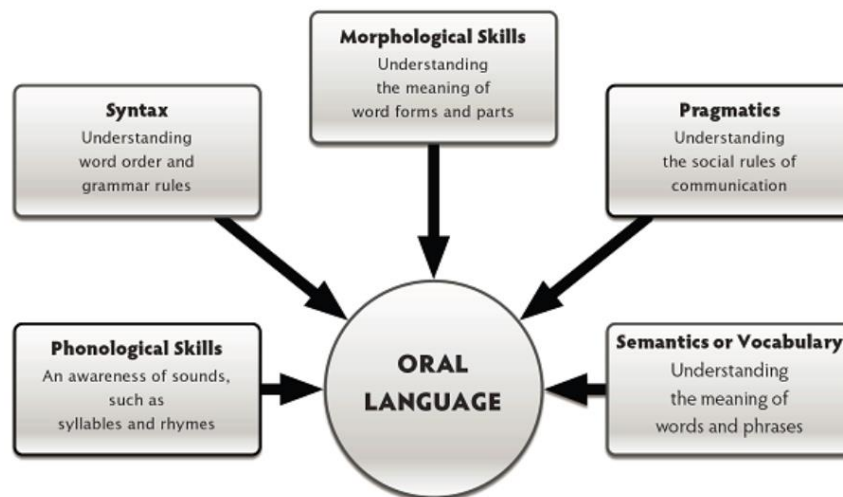 Morphological Skills
Understanding
the meaning of
word forms and parts
Syntax
Understanding
word order and
grammar rules
Pragmatics
Understanding
the social rules of
communication
Phonological Skills
An awareness of sounds,
such as
syllables and rhymes
ORAL
LANGUAGE
Semantics or Vocabulary
Understanding
the meaning of
words and phrases